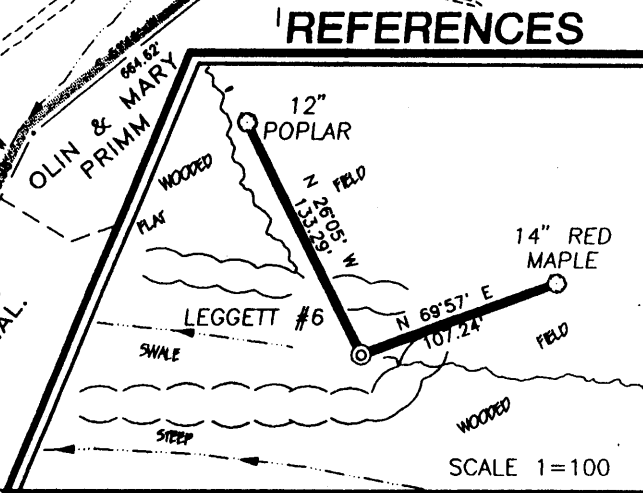 REFERENCES
664.62'
OLIN & MARY
PRIMM
12"
POPLAR
WOODED
FIELD
N 26°05' W
133.29'
FLAT
14" RED
MAPLE
LEGGETT #6
N 69°57' E
107.24'
FIELD
SWALE
WOODED
STEEP
SCALE 1=100